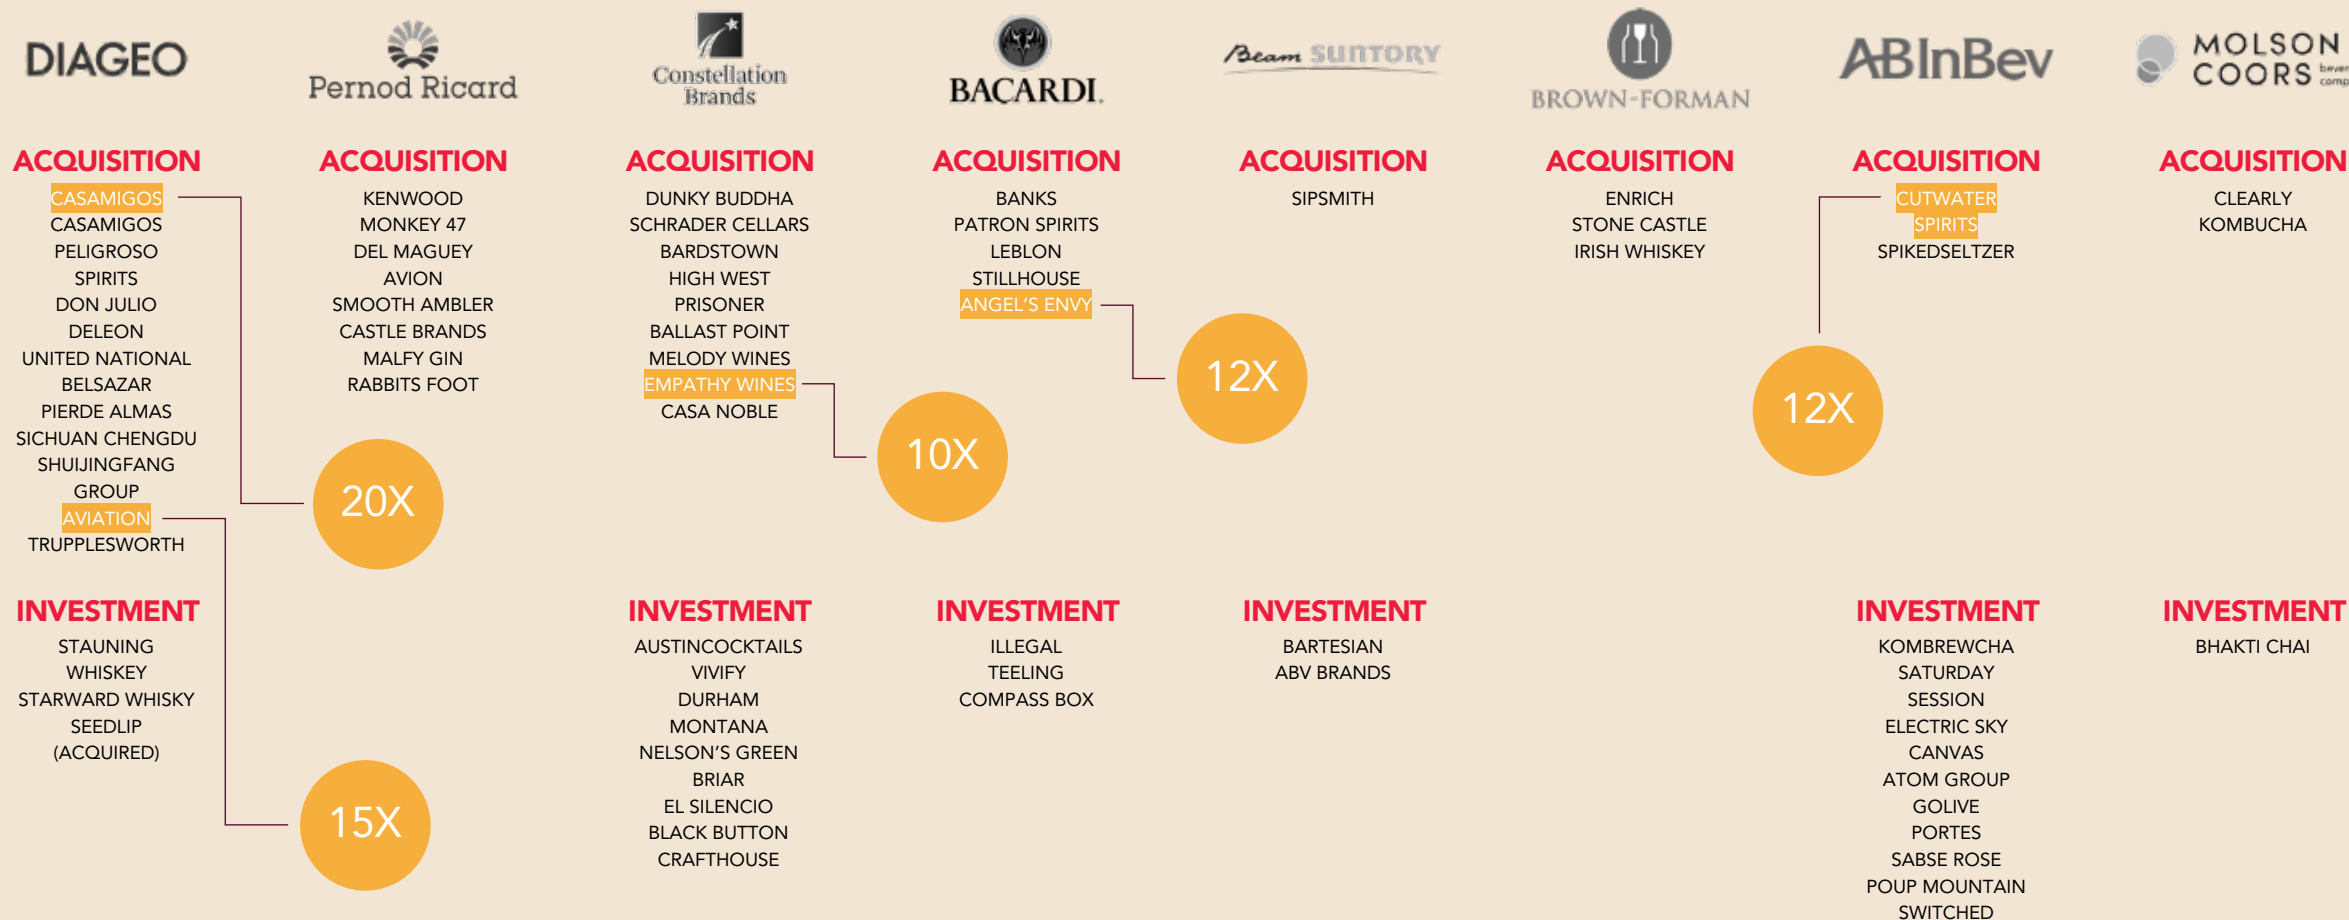 DIAGEO
Pernod Ricard
Constellation
Brands
BACARDI.
Beam SUNTORY
BROWN-FORMAN
ABInBev
MOLSON
COORS
ACQUISITION
CASAMIGOS
CASAMIGOS
PELIGROSO
SPIRITS
DON JULIO
DELEON
UNITED NATIONAL
BELSAZAR
PIERDE ALMAS
SICHUAN CHENGDU
SHUIJINGFANG
GROUP
AVIATION
TRUPPLESWORTH
20X
15X
INVESTMENT
STAUNING
WHISKEY
STARWARD WHISKY
SEEDLIP
(ACQUIRED)
ACQUISITION
KENWOOD
MONKEY 47
DEL MAGUEY
AVION
SMOOTH AMBLER
CASTLE BRANDS
MALFY GIN
RABBITS FOOT
ACQUISITION
DUNKY BUDDHA
SCHRADER CELLARS
BARDSTOWN
HIGH WEST
PRISONER
BALLAST POINT
MELODY WINES
EMPATHY WINES
CASA NOBLE
10X
INVESTMENT
AUSTINCOCKTAILS
VIVIFY
DURHAM
MONTANA
NELSON'S GREEN
BRIAR
EL SILENCIO
BLACK BUTTON
CRAFTHOUSE
ACQUISITION
BANKS
PATRON SPIRITS
LEBLON
STILLHOUSE
ANGEL'S ENVY
12X
INVESTMENT
ILLEGAL
TEELING
COMPASS BOX
ACQUISITION
SIPSMITH
INVESTMENT
BARTESIAN
ABV BRANDS
ACQUISITION
ENRICH
STONE CASTLE
IRISH WHISKEY
ACQUISITION
CUTWATER
SPIRITS
SPIKEDSELTZER
12X
INVESTMENT
KOMBREWCHA
SATURDAY
SESSION
ELECTRIC SKY
CANVAS
ATOM GROUP
GOLIVE
PORTES
SABSE ROSE
POUP MOUNTAIN
SWITCHED
ACQUISITION
CLEARLY
KOMBUCHA
INVESTMENT
BHAKTI CHAI